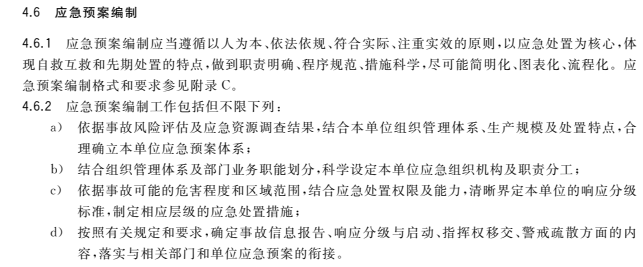 4.6 应急预案编制
4.6.1 应急预案编制应当遵循以人为本、依法依规、符合实际、注重实效的原则,以应急处置为核心,体
现自救互救和先期处置的特点,做到职责明确、程序规范、措施科学,尽可能简明化、图表化、流程化。应
急预案编制格式和要求参见附录 C。
4.6.2 应急预案编制工作包括但不限下列:
a) 依据事故风险评估及应急资源调查结果,结合本单位组织管理体系、生产规模及处置特点,合
理确立本单位应急预案体系;
b) 结合组织管理体系及部门业务职能划分,科学设定本单位应急组织机构及职责分工;
c) 依据事故可能的危害程度和区域范围,结合应急处置权限及能力,清晰界定本单位的响应分级
标准,制定相应层级的应急处置措施;
d) 按照有关规定和要求,确定事故信息报告、响应分级与启动、指挥权移交、警戒疏散方面的内
容,落实与相关部门和单位应急预案的衔接。